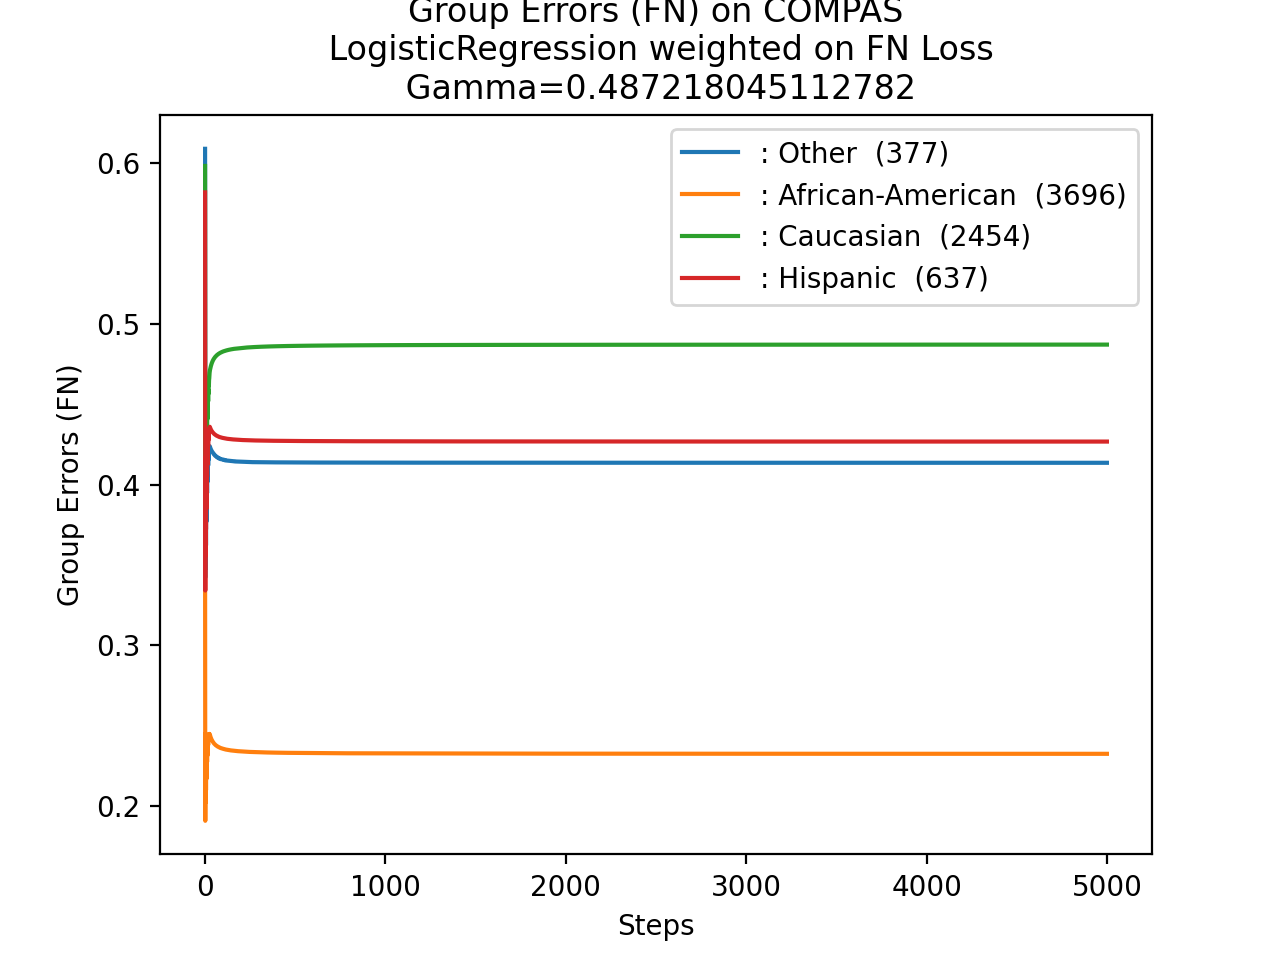 Group Errors (FN) on COMPAS
LogisticRegression weighted on FN Loss
Gamma=0.487218045112782
: Other (377)
: African-American (3696)
: Caucasian (2454)
: Hispanic (637)
0.6
0.5
0.4
0.3
0.2
Group Errors (FN)
0 1000 2000 3000 4000 5000
Steps